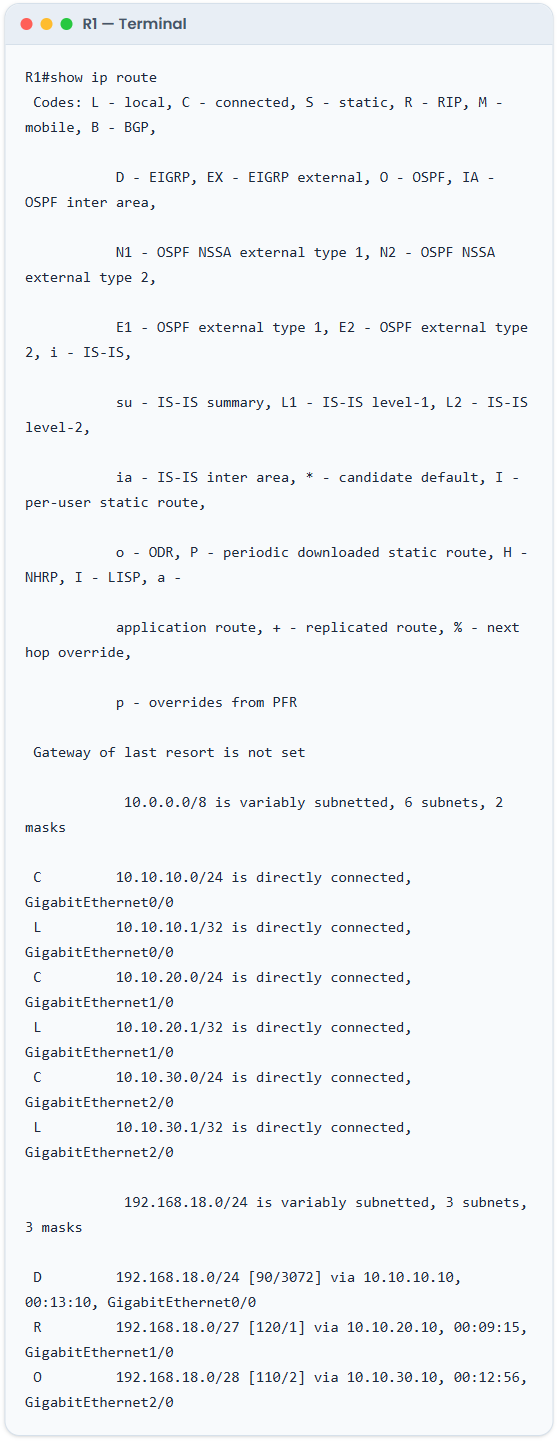 R1 — Terminal
R1#show ip route
Codes: L - local, C - connected, S - static, R - RIP, M -
mobile, B - BGP,
D - EIGRP, EX - EIGRP external, O - OSPF, IA -
OSPF inter area,
N1 - OSPF NSSA external type 1, N2 - OSPF NSSA
external type 2,
E1 - OSPF external type 1, E2 - OSPF external type
2, i - IS-IS,
su - IS-IS summary, L1 - IS-IS level-1, L2 - IS-IS
level-2,
ia - IS-IS inter area, * - candidate default, I -
per-user static route,
o - ODR, P - periodic downloaded static route, H -
NHRP, I - LISP, a -
application route, + - replicated route, % - next
hop override,
p - overrides from PFR
Gateway of last resort is not set
10.0.0.0/8 is variably subnetted, 6 subnets, 2
masks
C 10.10.10.0/24 is directly connected,
GigabitEthernet0/0
L 10.10.10.1/32 is directly connected,
GigabitEthernet0/0
C 10.10.20.0/24 is directly connected,
GigabitEthernet1/0
L 10.10.20.1/32 is directly connected,
GigabitEthernet1/0
C 10.10.30.0/24 is directly connected,
GigabitEthernet2/0
L 10.10.30.1/32 is directly connected,
GigabitEthernet2/0
192.168.18.0/24 is variably subnetted, 3 subnets,
3 masks
D 192.168.18.0/24 [90/3072] via 10.10.10.10,
00:13:10, GigabitEthernet0/0
R 192.168.18.0/27 [120/1] via 10.10.20.10, 00:09:15,
GigabitEthernet1/0
O 192.168.18.0/28 [110/2] via 10.10.30.10, 00:12:56,
GigabitEthernet2/0